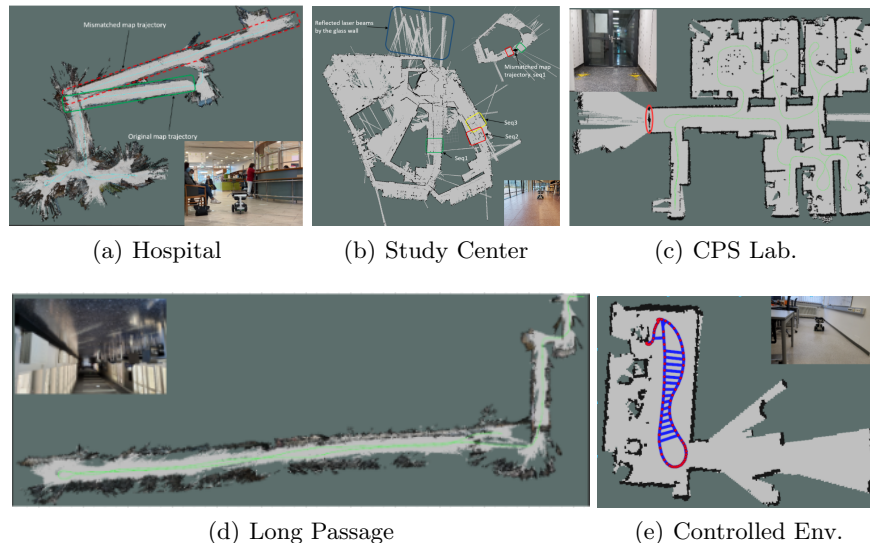 Mismatched map trajectory
Original map trajectory
(a) Hospital
Reflected laser beams
by the glass wall
Mismatched map
trajectory, seq1
Seq3
Seq2
Seq1
(b) Study Center
(c) CPS Lab.
(d) Long Passage
(e) Controlled Env.